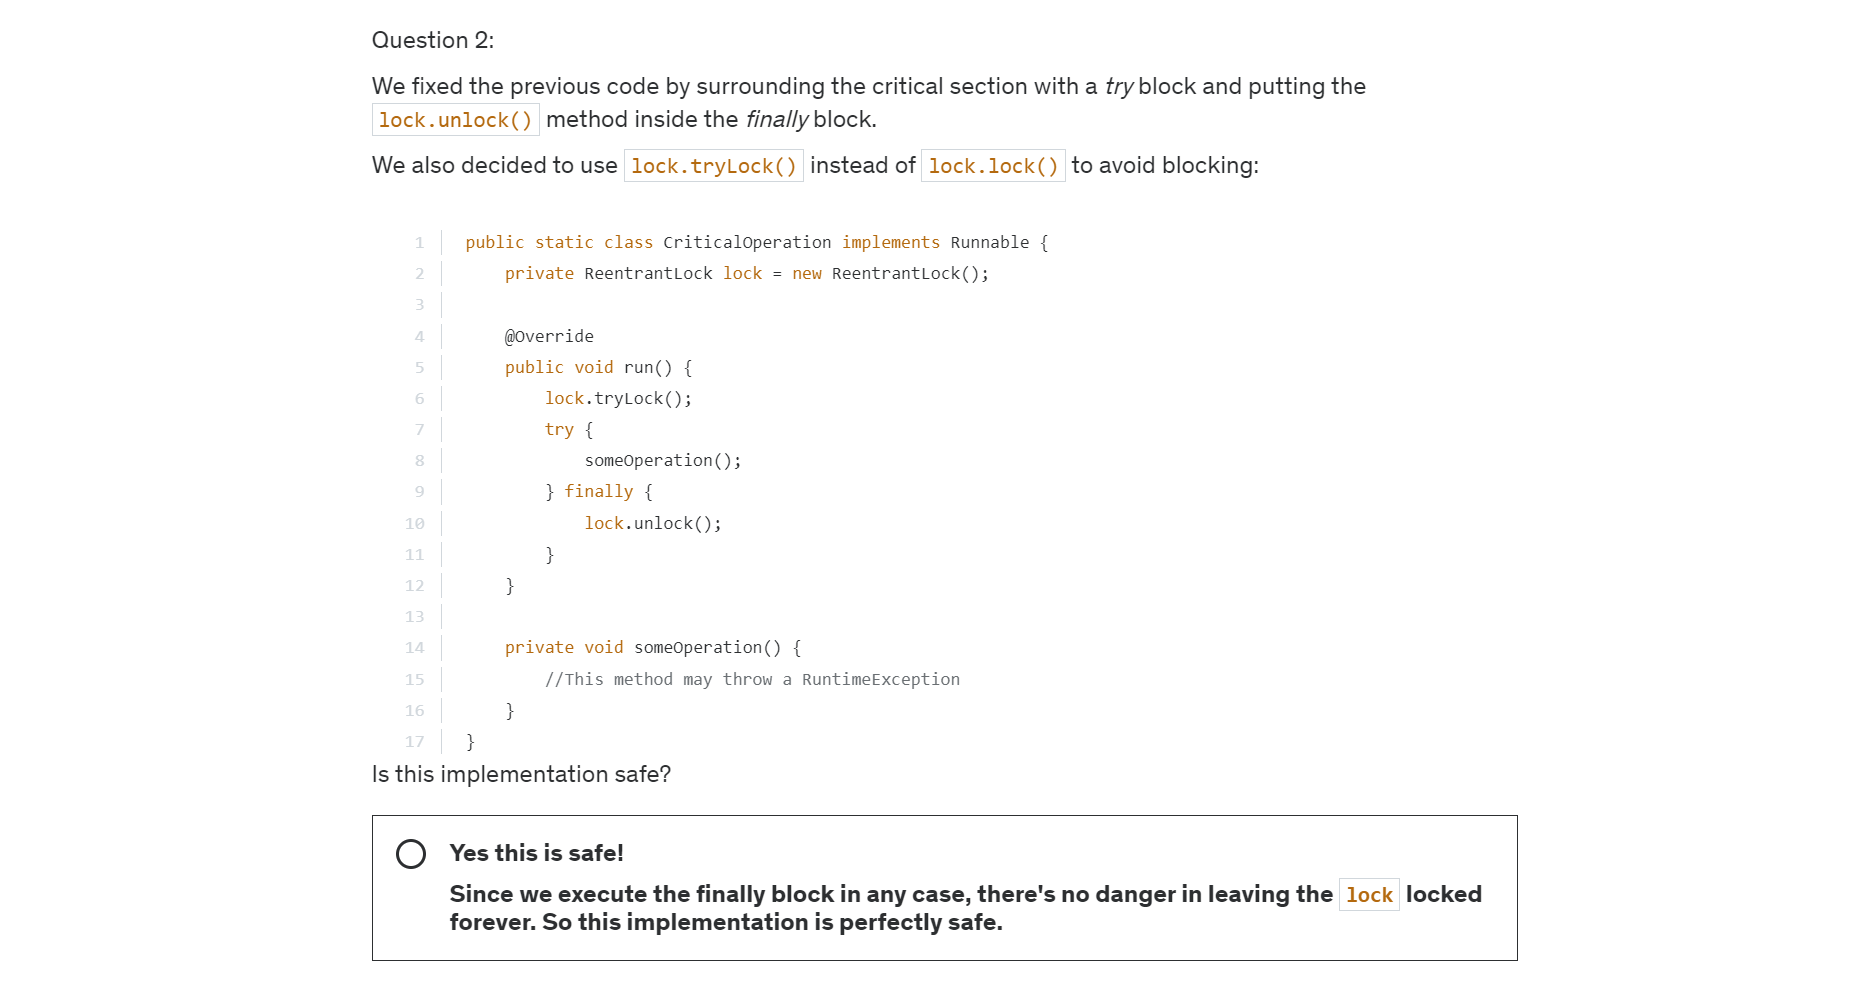 Question 2:
We fixed the previous code by surrounding the critical section with a try block and putting the
lock.unlock() method inside the finally block.
We also decided to use lock.tryLock() instead of lock.lock() to avoid blocking:
1 public static class CriticalOperation implements Runnable {
2     private ReentrantLock lock = new ReentrantLock();
3
4     @Override
5     public void run() {
6         lock.tryLock();
7         try {
8             someOperation();
9         } finally {
10             lock.unlock();
11         }
12     }
13
14     private void someOperation() {
15         //This method may throw a RuntimeException
16     }
17 }
Is this implementation safe?
Yes this is safe!
Since we execute the finally block in any case, there's no danger in leaving the lock locked
forever. So this implementation is perfectly safe.